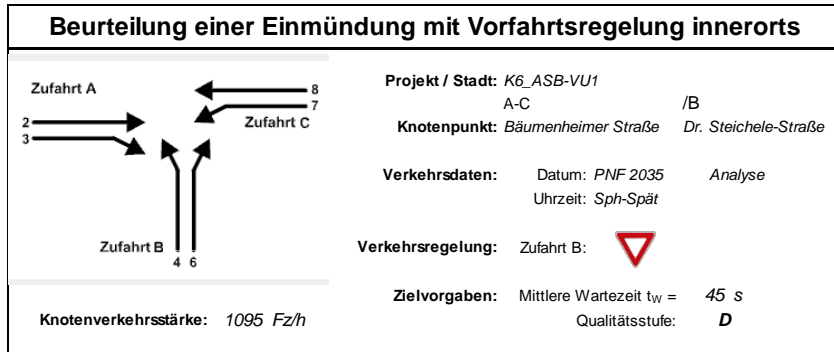 Beurteilung einer Einmündung mit Vorfahrtsregelung innerorts
Zufahrt A
8
7
Zufahrt C
2
3
Zufahrt B
4 6
Knotenverkehrsstärke: 1095 Fz/h
Projekt / Stadt: K6_ASB-VU1
A-C /B
Knotenpunkt: Bäumenheimer Straße Dr. Steichele-Straße
Verkehrsdaten: Datum: PNF 2035 Analyse
Uhrzeit: Sph-Spät
Verkehrsregelung: Zufahrt B:
Zielvorgaben: Mittlere Wartezeit tW = 45 s
Qualitätsstufe: D